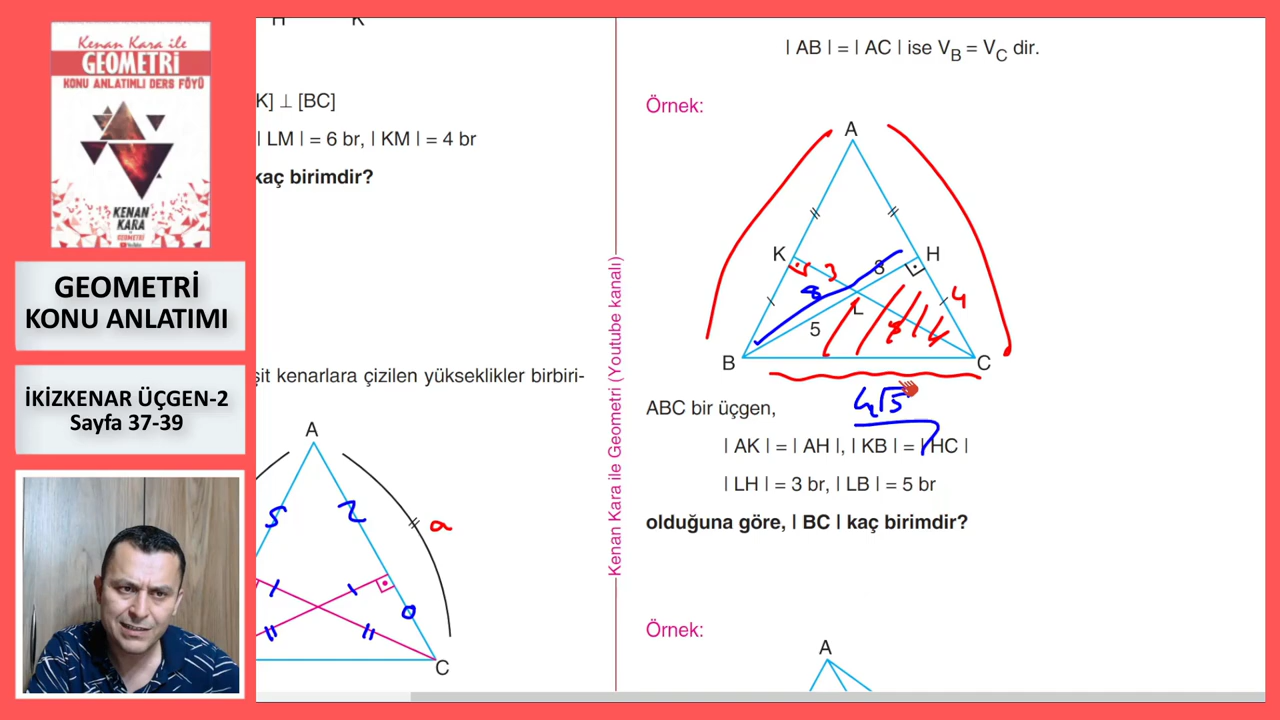 Kenan Kara ile
GEOMETRİ
KONU ANLATIMLI DERS FÖYÜ
KENAN
KARA
GEOMETRİ KONU ANLATIMI
İKİZKENAR ÜÇGEN-2
Sayfa 37-39
H K
K] ⊥ [BC]
| LM | = 6 br, | KM | = 4 br
kaç birimdir?
şit kenarlara çizilen yükseklikler birbiri-
A
a
C
Kenan Kara ile Geometri (Youtube kanalı)
| AB | = | AC | ise V_B = V_C dir.
Örnek:
A
K H
3 3
8 4
L
5
B C
4√5
ABC bir üçgen,
| AK | = | AH |, | KB | = | HC |
| LH | = 3 br, | LB | = 5 br
olduğuna göre, | BC | kaç birimdir?
Örnek:
A